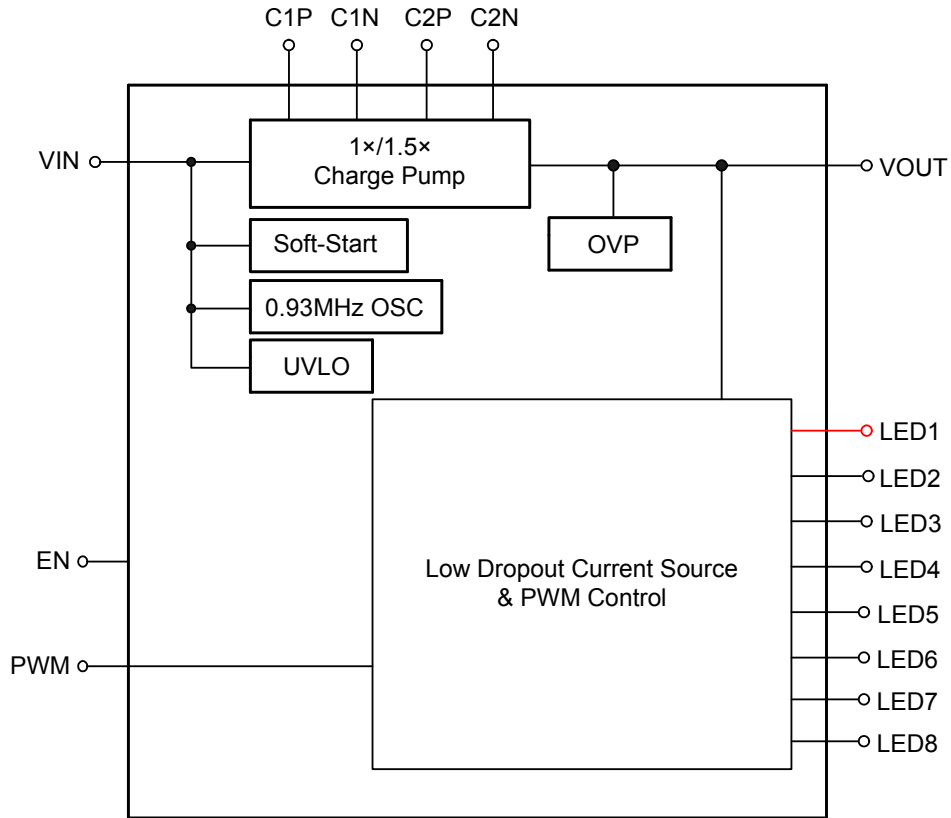 C1P C1N C2P C2N
VIN
1×/1.5×
Charge Pump
VOUT
Soft-Start
OVP
0.93MHz OSC
UVLO
LED1
LED2
LED3
EN
Low Dropout Current Source
& PWM Control
LED4
LED5
PWM
LED6
LED7
LED8